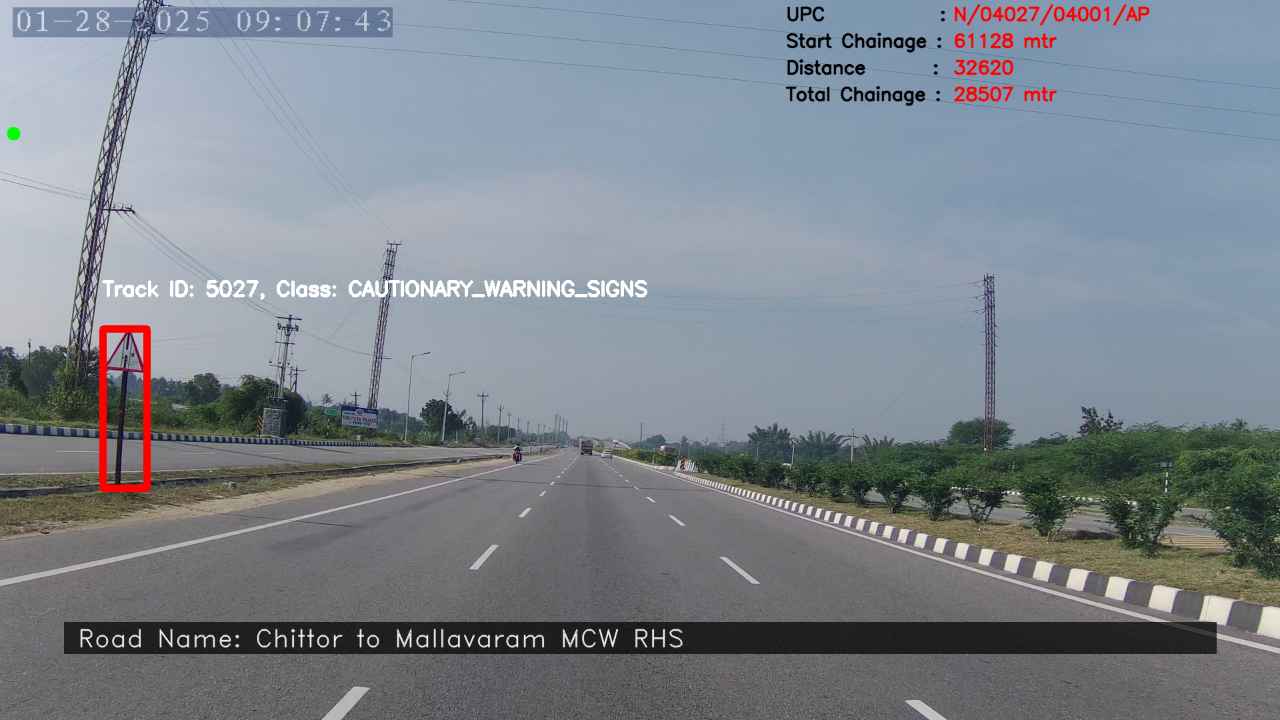 01-28-2025 09:07:43
UPC : N/04027/04001/AP
Start Chainage : 61128 mtr
Distance : 32620
Total Chainage : 28507 mtr
Track ID: 5027, Class: CAUTIONARY_WARNING_SIGNS
Road Name: Chittor to Mallavaram MCW RHS